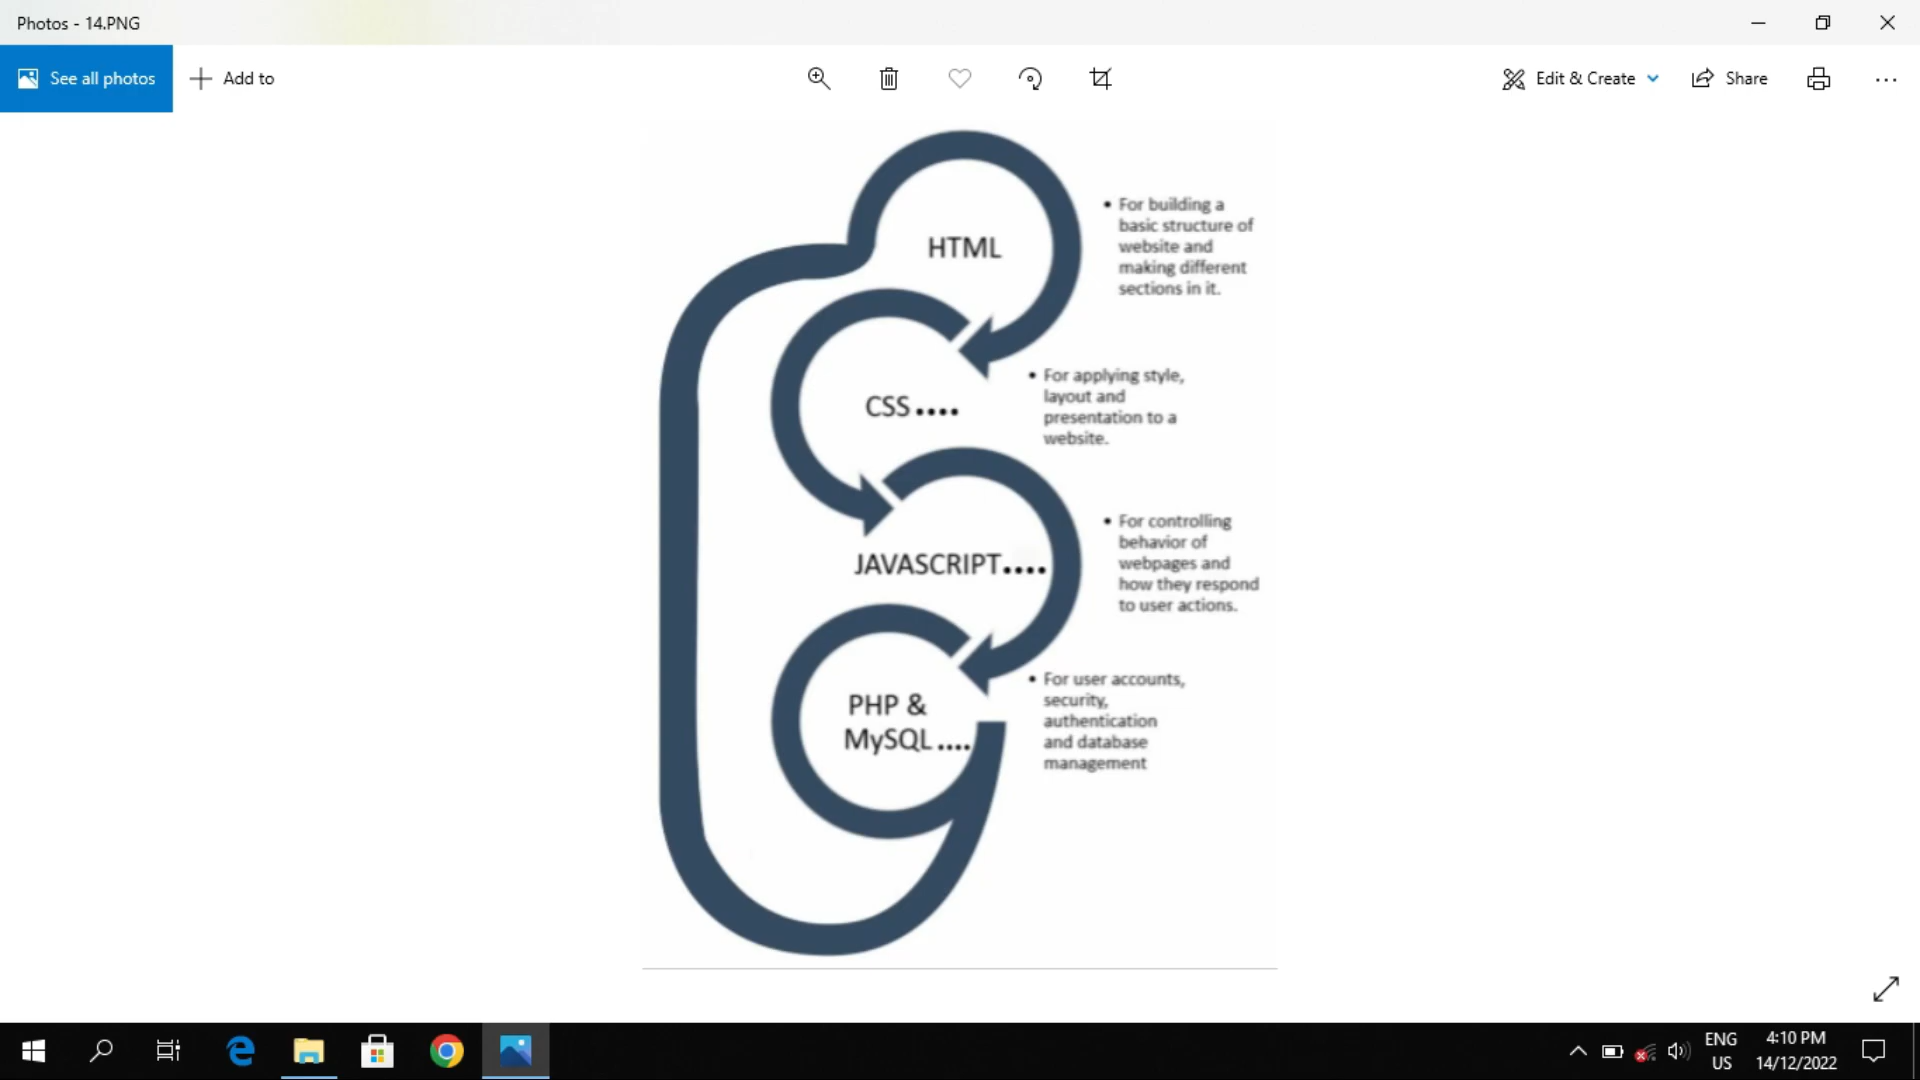 Photos - 14.PNG
See all photos
Add to
Edit & Create
Share
HTML
• For building a
basic structure of
website and
making different
sections in it.
CSS....
• For applying style,
layout and
presentation to a
website.
JAVASCRIPT....
• For controlling
behavior of
webpages and
how they respond
to user actions.
PHP &
MySQL....
• For user accounts,
security,
authentication
and database
management
ENG
US
4:10 PM
14/12/2022